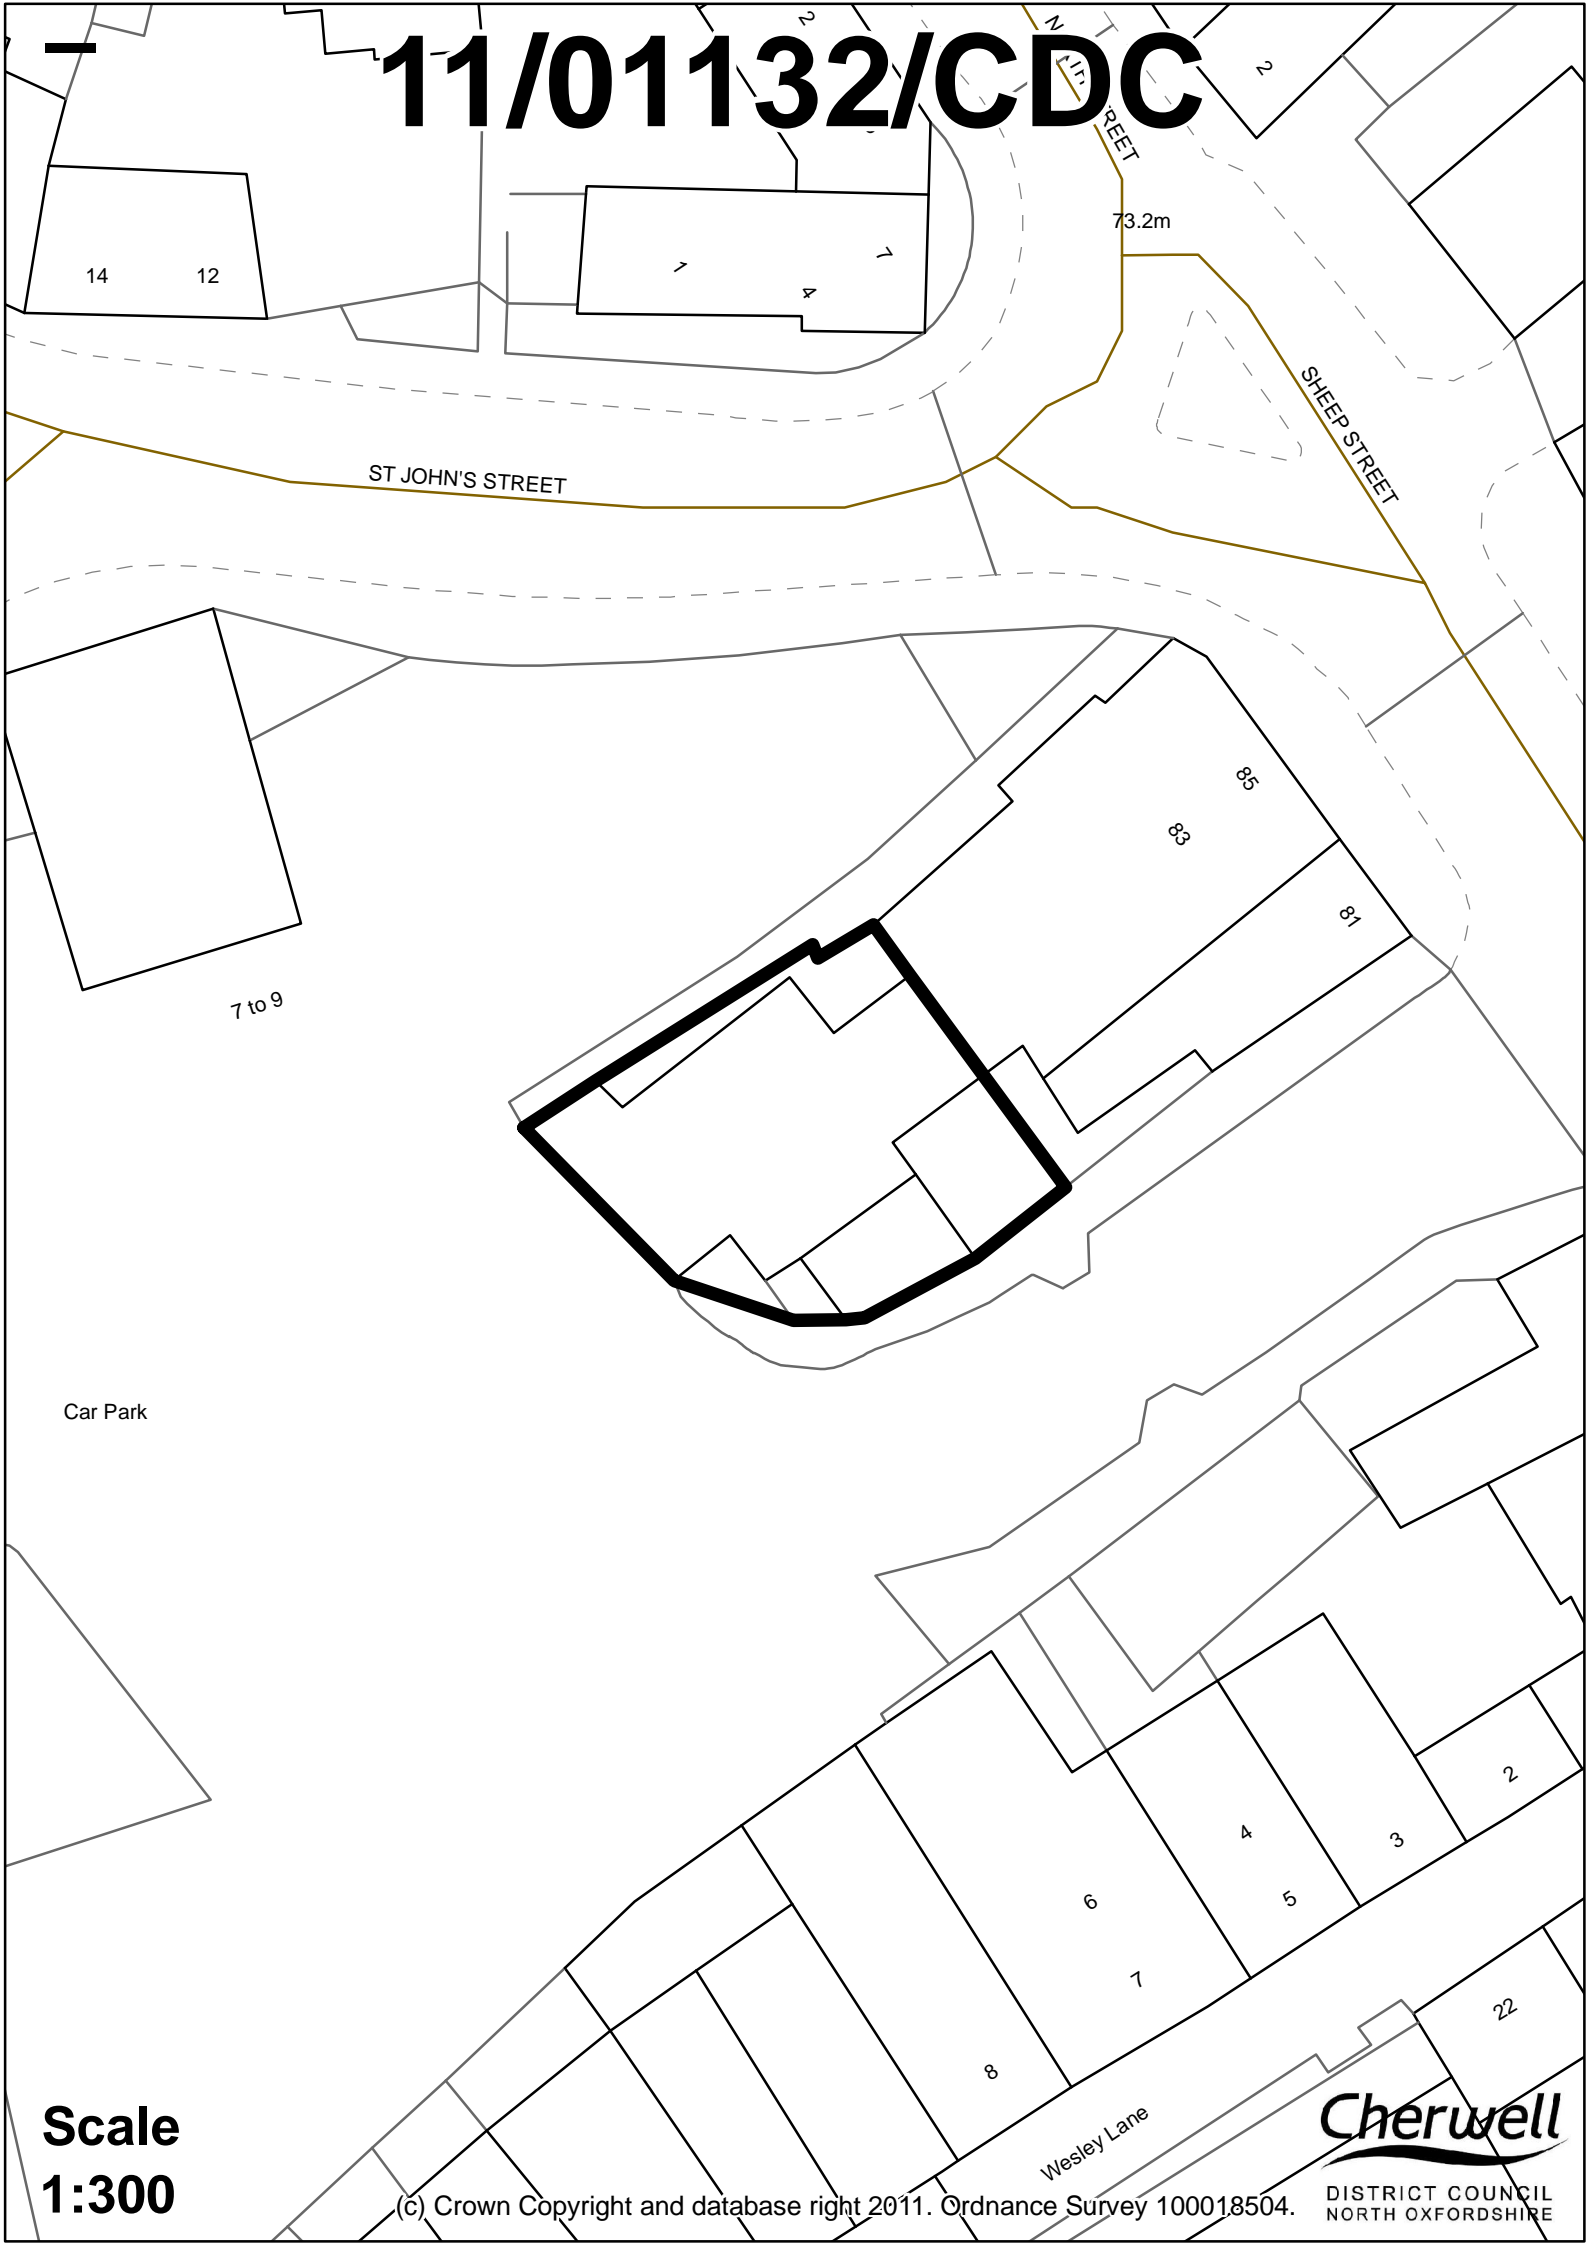 11/01132/CDC
2
2
STREET
73.2m
14
12
1
7
4
SHEEP STREET
ST JOHN'S STREET
85
83
81
7 to 9
Car Park
2
4
3
6
5
7
22
8
Wesley Lane
Scale
1:300
(c) Crown Copyright and database right 2011. Ordnance Survey 100018504.
Cherwell
DISTRICT COUNCIL
NORTH OXFORDSHIRE